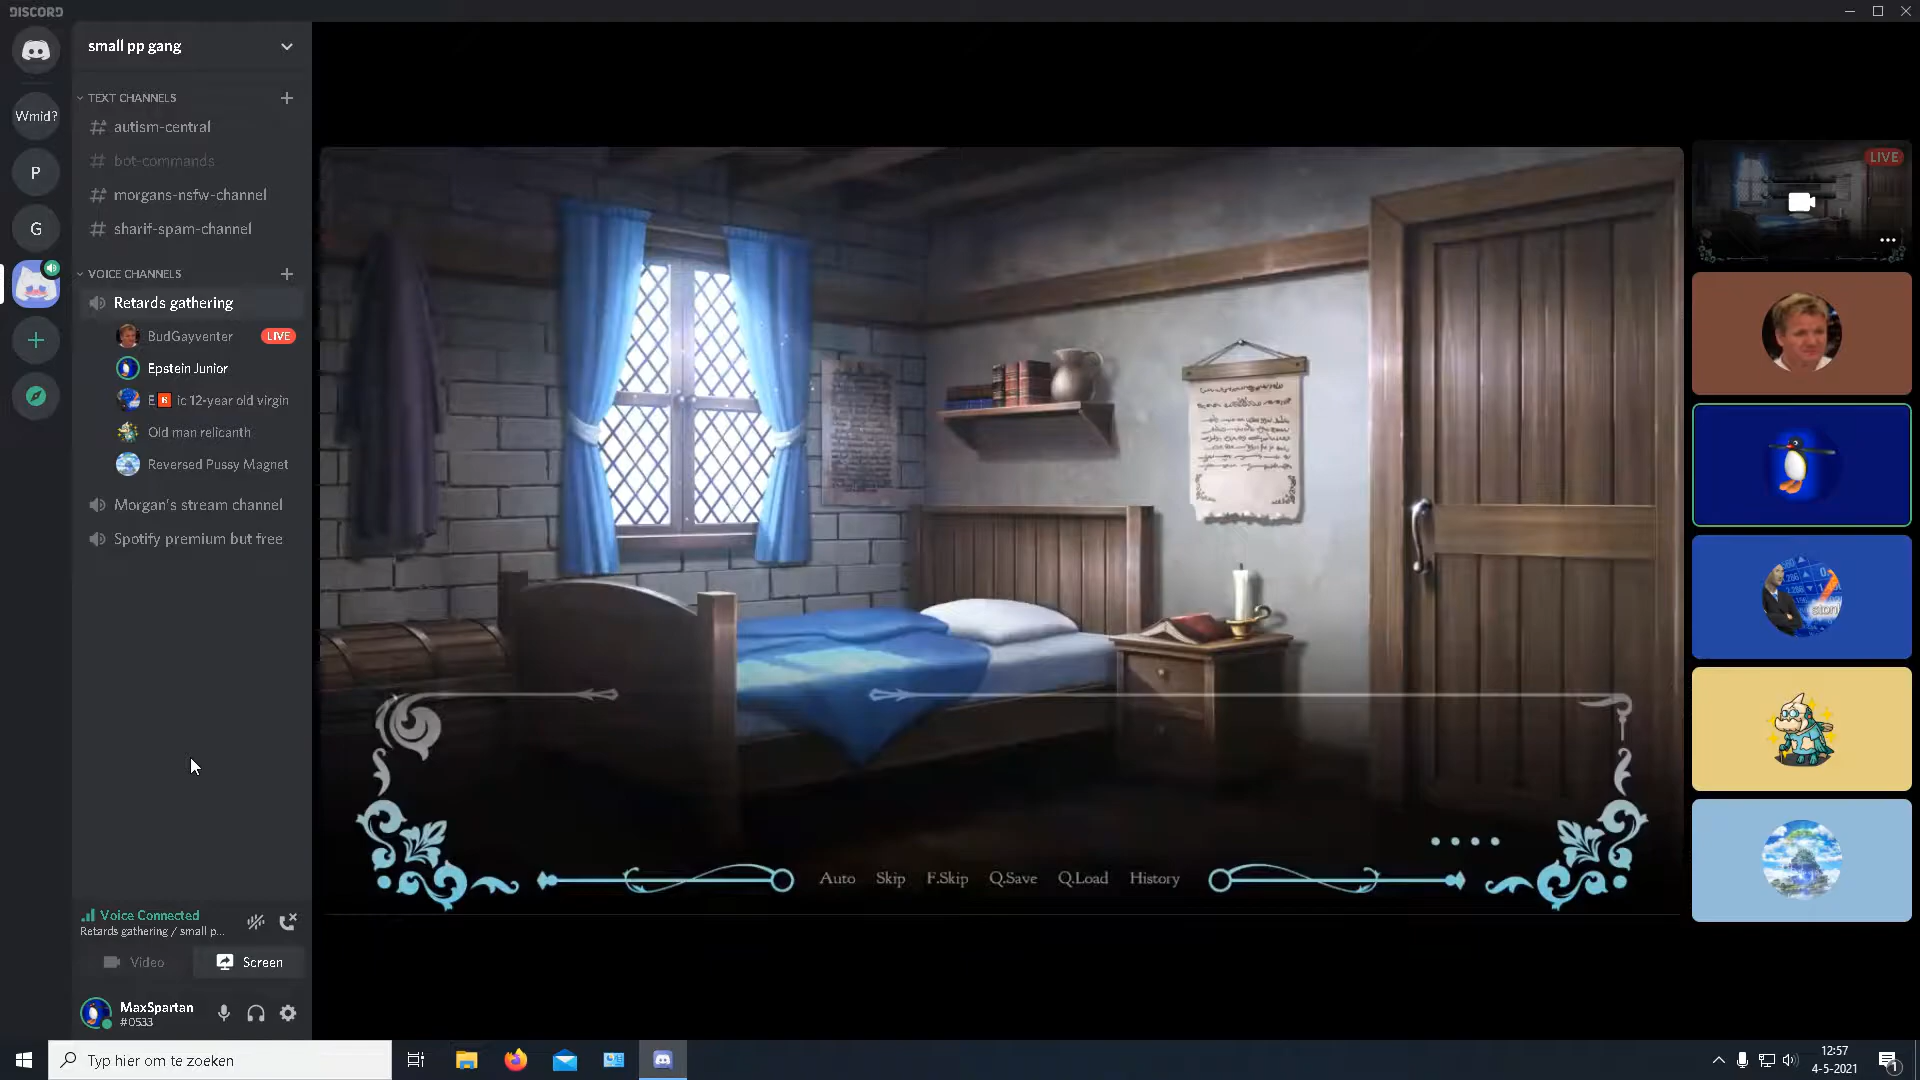 DISCORD
small pp gang
Wmid?
P
G
TEXT CHANNELS
autism-central
bot-commands
morgans-nsfw-channel
sharif-spam-channel
VOICE CHANNELS
Retards gathering
BudGayventer LIVE
Epstein Junior
E🅱ic 12-year old virgin
Old man relicanth
Reversed Pussy Magnet
Morgan's stream channel
Spotify premium but free
Voice Connected
Retards gathering / small p...
Video Screen
MaxSpartan
#0533
LIVE
Auto Skip F.Skip Q.Save Q.Load History
Typ hier om te zoeken
12:57
4-5-2021
1